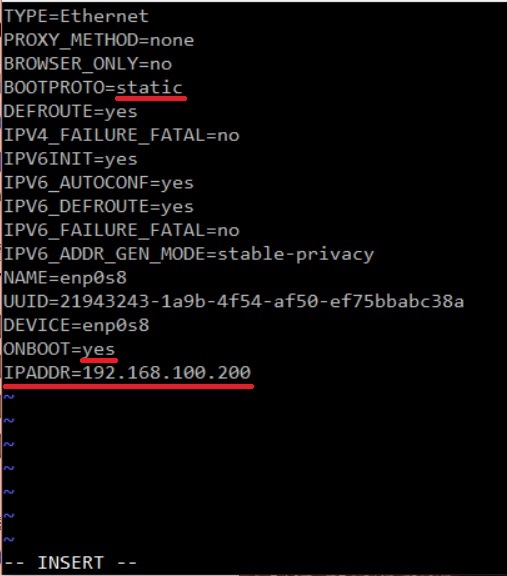 TYPE=Ethernet
PROXY_METHOD=none
BROWSER_ONLY=no
BOOTPROTO=static
DEFROUTE=yes
IPV4_FAILURE_FATAL=no
IPV6INIT=yes
IPV6_AUTOCONF=yes
IPV6_DEFROUTE=yes
IPV6_FAILURE_FATAL=no
IPV6_ADDR_GEN_MODE=stable-privacy
NAME=enp0s8
UUID=21943243-1a9b-4f54-af50-ef75bbabc38a
DEVICE=enp0s8
ONBOOT=yes
IPADDR=192.168.100.200
~
~
~
~
~
~
~
-- INSERT --